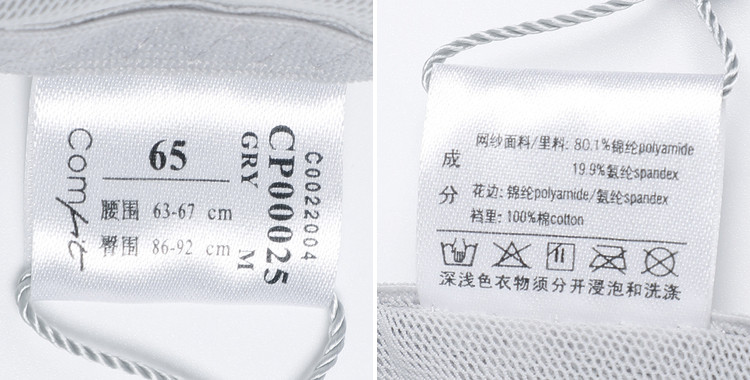 Comfit
65
腰围 63-67 cm
臀围 86-92 cm
C0022004
CP00025
GRY M
成分
网纱面料/里料: 80.1%锦纶polyamide
19.9%氨纶spandex
花边: 锦纶polyamide/氨纶spandex
裆里: 100%棉cotton
深浅色衣物须分开浸泡和洗涤